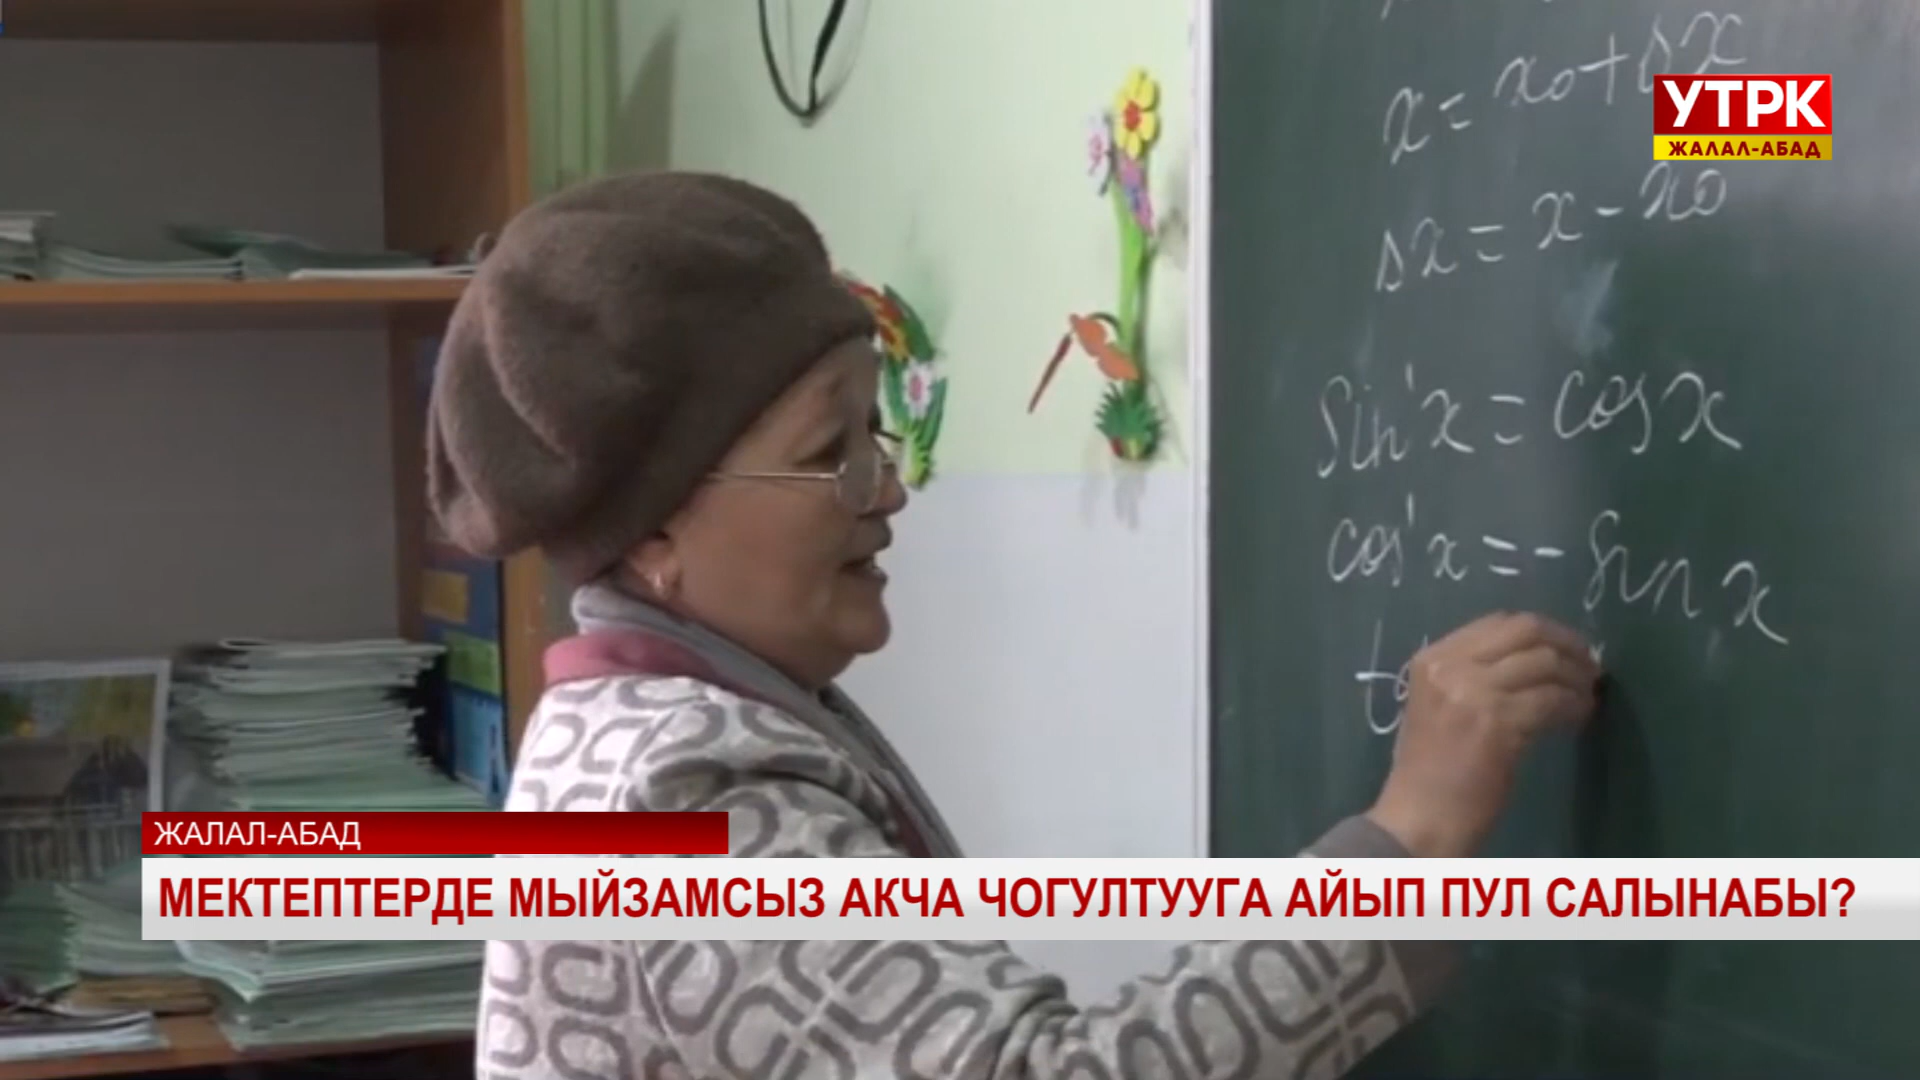 x = x₀ + Δx
УТРК
ЖАЛАЛ-АБАД
Δx = x - x₀
Sin'x = cos x
cos'x = - Sin x
ЖАЛАЛ-АБАД
МЕКТЕПТЕРДЕ МЫЙЗАМСЫЗ АКЧА ЧОГУЛТУУГА АЙЫП ПУЛ САЛЫНАБЫ?